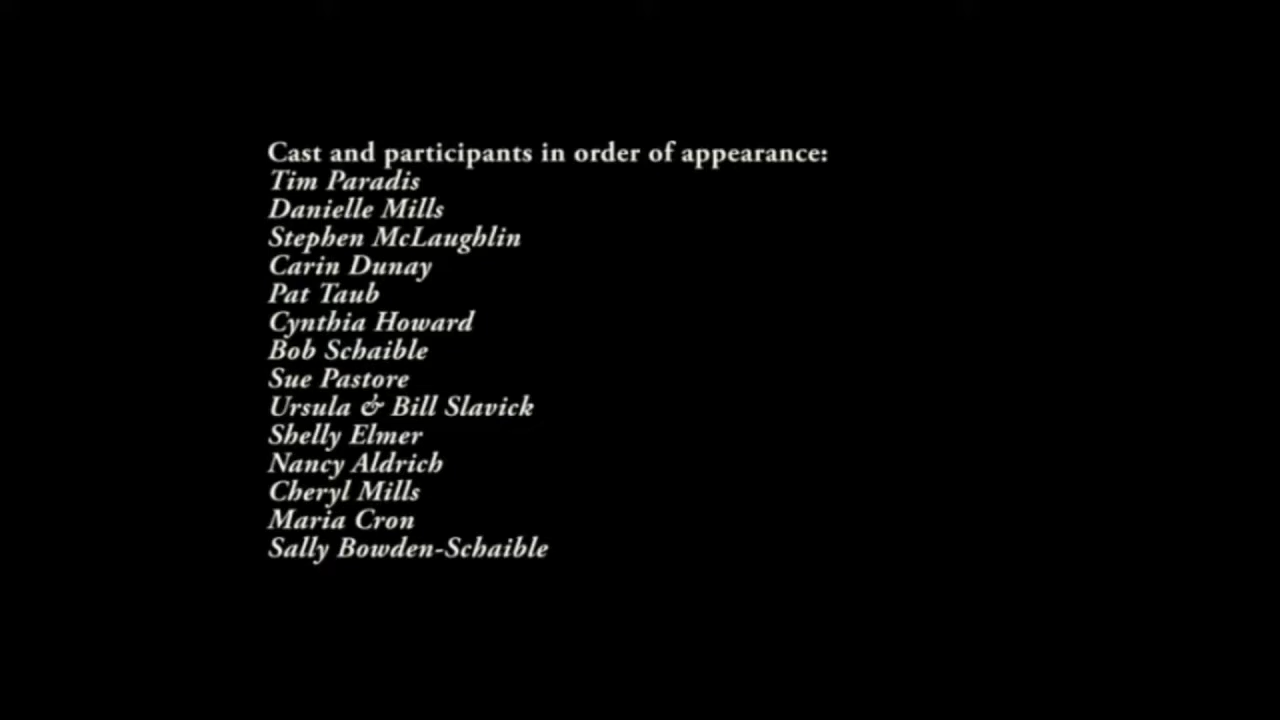 Cast and participants in order of appearance:
Tim Paradis
Danielle Mills
Stephen McLaughlin
Carin Dunay
Pat Taub
Cynthia Howard
Bob Schaible
Sue Pastore
Ursula & Bill Slavick
Shelly Elmer
Nancy Aldrich
Cheryl Mills
Maria Cron
Sally Bowden-Schaible